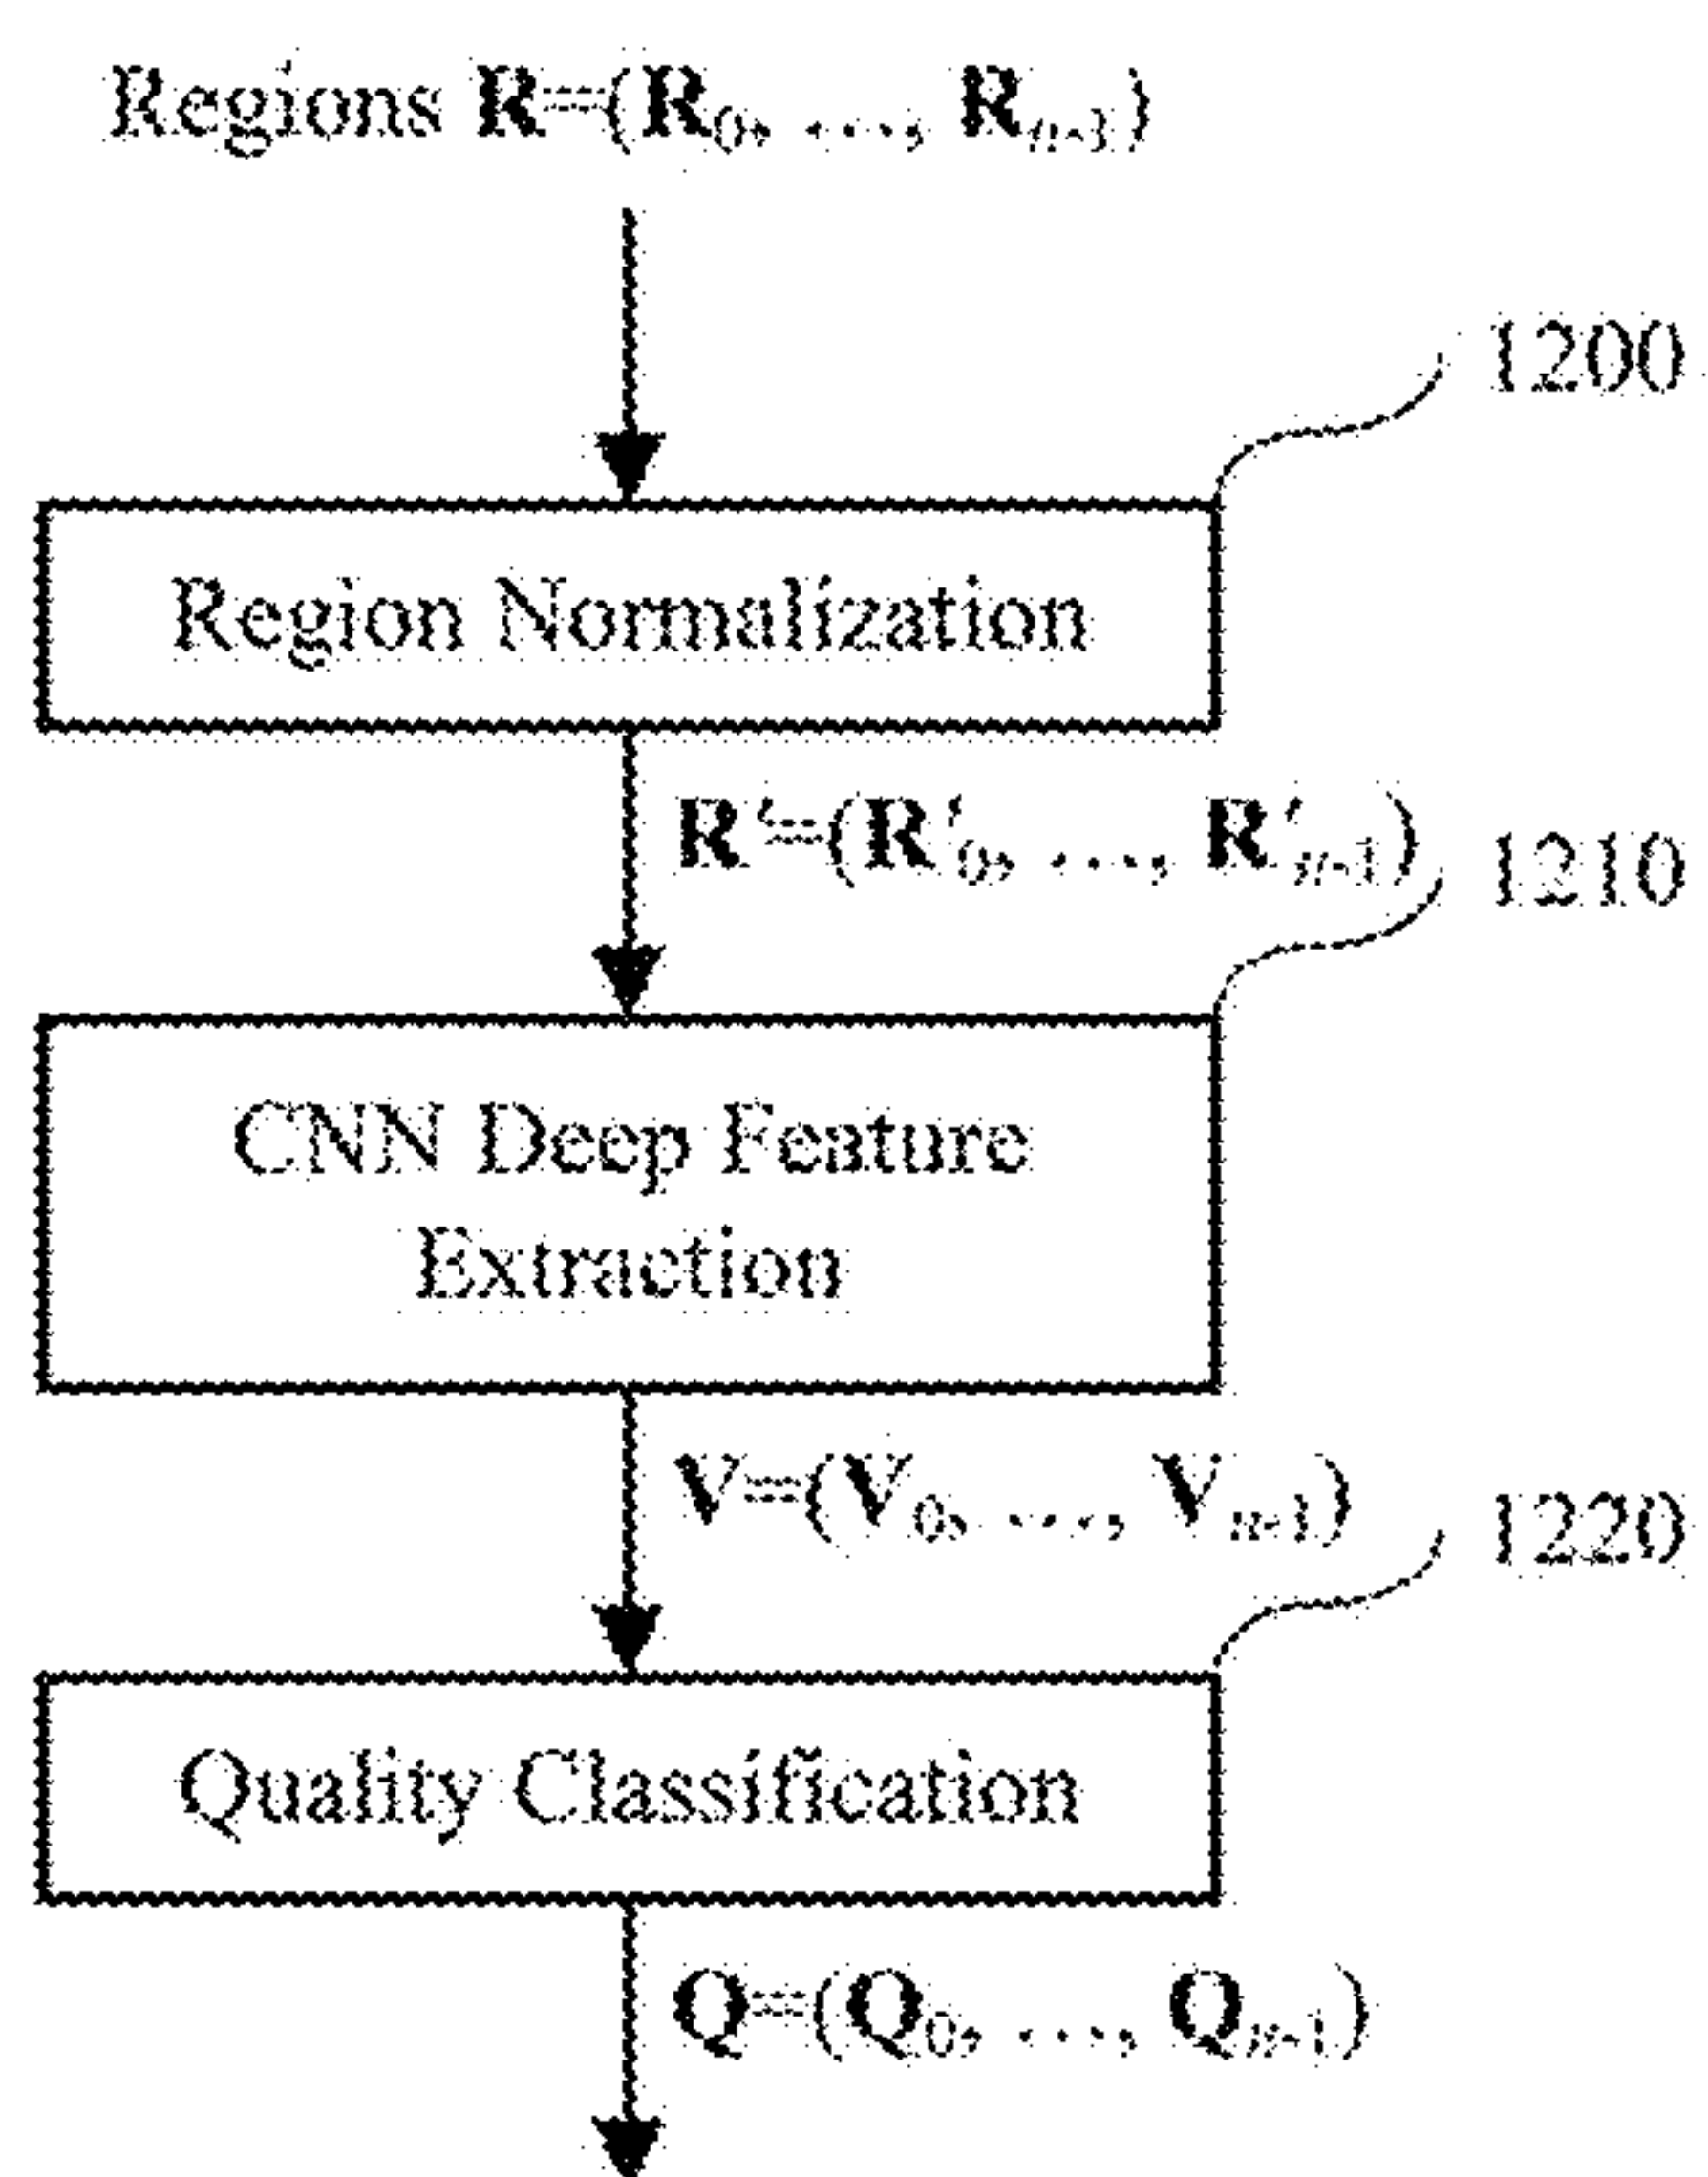 Regions R=(R₀, ..., Rₙ₋₁)
1200
Region Normalization
R'=(R'₀, ..., R'ₙ₋₁)
1210
CNN Deep Feature
Extraction
V=(V₀, ..., Vₙ₋₁)
1220
Quality Classification
Q=(Q₀, ..., Qₙ₋₁)